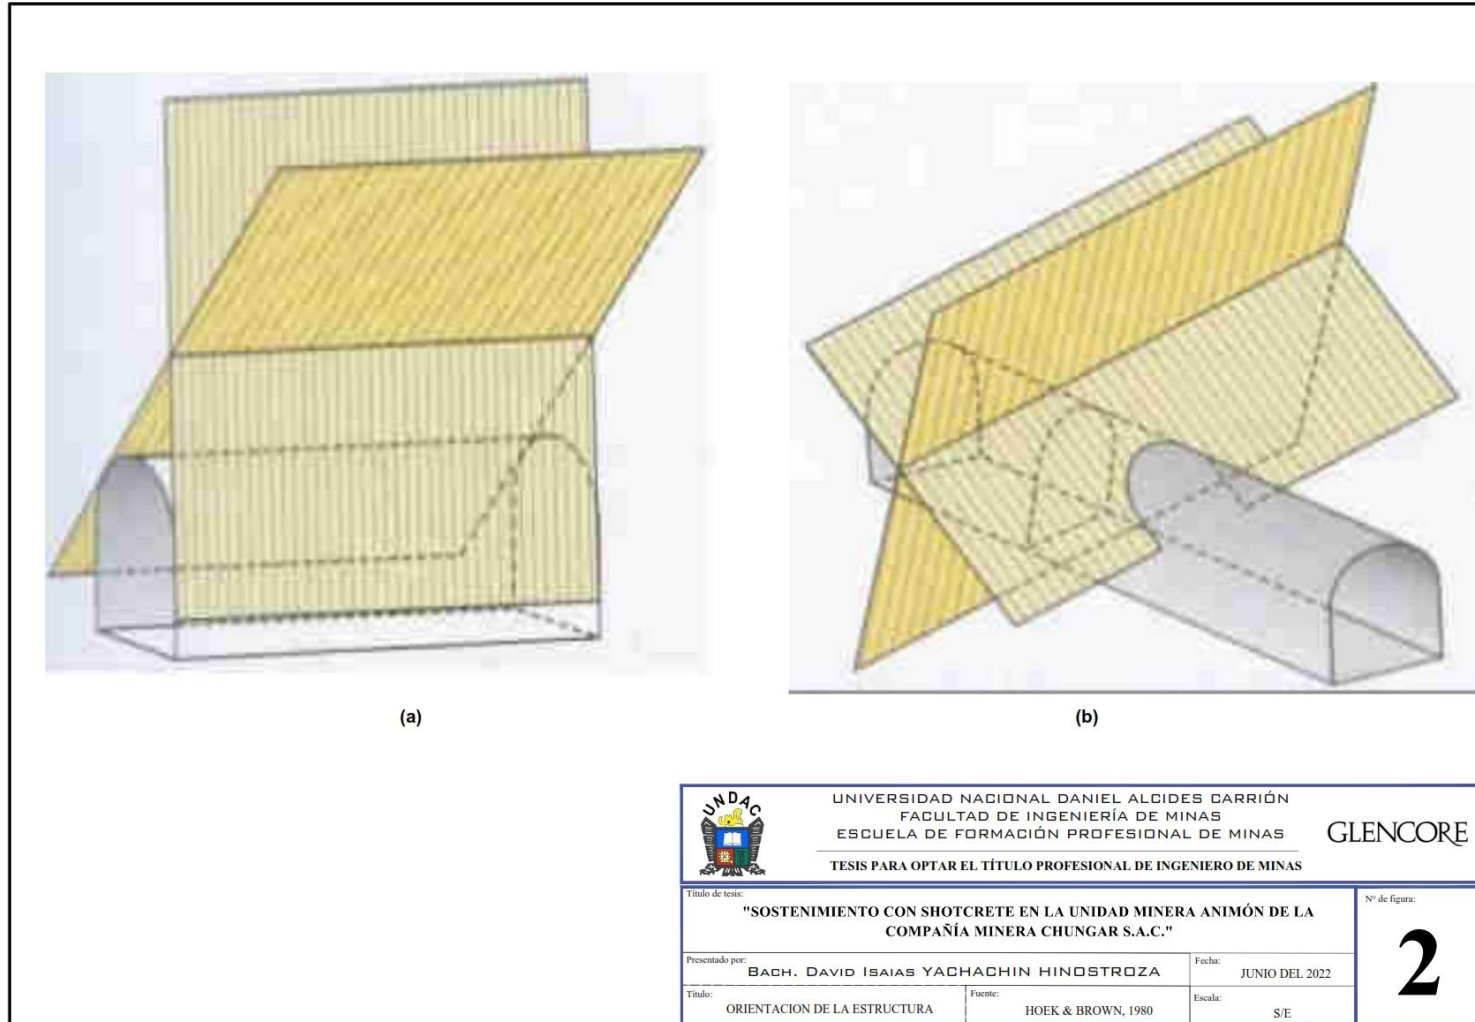 (a)
(b)
UNDAC
UNIVERSIDAD NACIONAL DANIEL ALCIDES CARRIÓN
FACULTAD DE INGENIERÍA DE MINAS
ESCUELA DE FORMACIÓN PROFESIONAL DE MINAS
GLENCORE
TESIS PARA OPTAR EL TÍTULO PROFESIONAL DE INGENIERO DE MINAS
Título de tesis:
"SOSTENIMIENTO CON SHOTCRETE EN LA UNIDAD MINERA ANIMÓN DE LA
COMPAÑÍA MINERA CHUNGAR S.A.C."
N° de figura:
2
Presentado por:
BACH. DAVID ISAIAS YACHACHIN HINOSTROZA
Fecha:
JUNIO DEL 2022
Título:
ORIENTACION DE LA ESTRUCTURA
Fuente:
HOEK & BROWN, 1980
Escala:
S/E